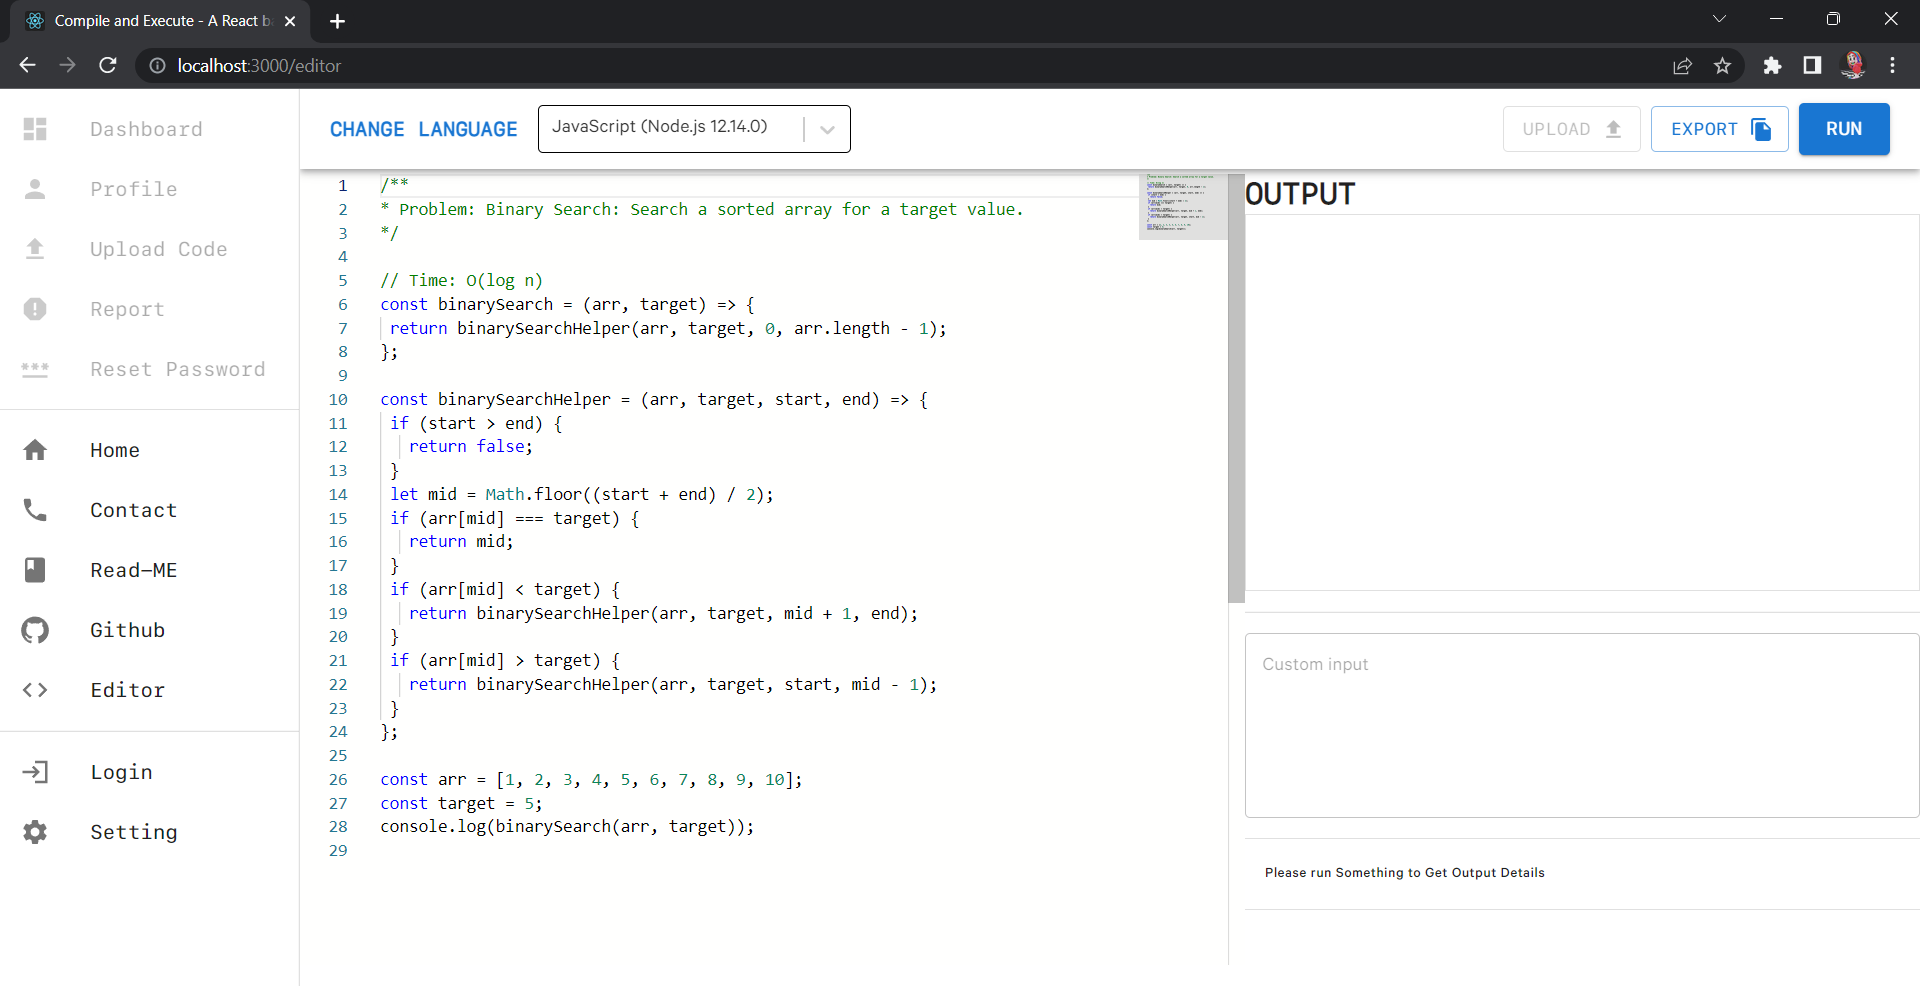 Compile and Execute - A React b
localhost:3000/editor
Dashboard
Profile
Upload Code
Report
Reset Password
Home
Contact
Read-ME
Github
Editor
Login
Setting
CHANGE LANGUAGE
JavaScript (Node.js 12.14.0)
UPLOAD
EXPORT
RUN
1 /**
2 * Problem: Binary Search: Search a sorted array for a target value.
3 */
4
5 // Time: O(log n)
6 const binarySearch = (arr, target) => {
7 return binarySearchHelper(arr, target, 0, arr.length - 1);
8 };
9
10 const binarySearchHelper = (arr, target, start, end) => {
11 if (start > end) {
12 return false;
13 }
14 let mid = Math.floor((start + end) / 2);
15 if (arr[mid] === target) {
16 return mid;
17 }
18 if (arr[mid] < target) {
19 return binarySearchHelper(arr, target, mid + 1, end);
20 }
21 if (arr[mid] > target) {
22 return binarySearchHelper(arr, target, start, mid - 1);
23 }
24 };
25
26 const arr = [1, 2, 3, 4, 5, 6, 7, 8, 9, 10];
27 const target = 5;
28 console.log(binarySearch(arr, target));
29
OUTPUT
Custom input
Please run Something to Get Output Details